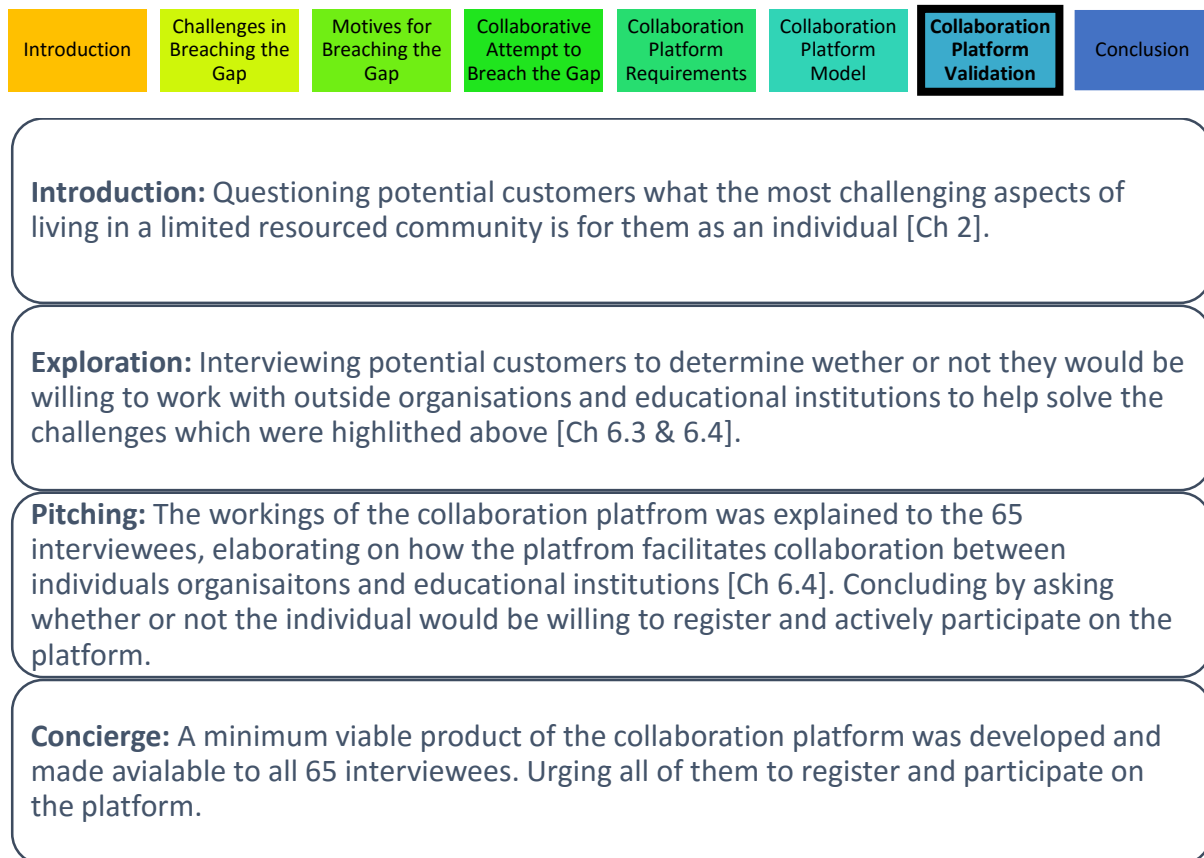 Introduction
Challenges in
Breaching the
Gap
Motives for
Breaching the
Gap
Collaborative
Attempt to
Breach the Gap
Collaboration
Platform
Requirements
Collaboration
Platform
Model
Collaboration
Platform
Validation
Conclusion
Introduction: Questioning potential customers what the most challenging aspects of
living in a limited resourced community is for them as an individual [Ch 2].
Exploration: Interviewing potential customers to determine wether or not they would be
willing to work with outside organisations and educational institutions to help solve the
challenges which were highlithed above [Ch 6.3 & 6.4].
Pitching: The workings of the collaboration platfrom was explained to the 65
interviewees, elaborating on how the platfrom facilitates collaboration between
individuals organisaitons and educational institutions [Ch 6.4]. Concluding by asking
whether or not the individual would be willing to register and actively participate on the
platform.
Concierge: A minimum viable product of the collaboration platform was developed and
made avialable to all 65 interviewees. Urging all of them to register and participate on
the platform.